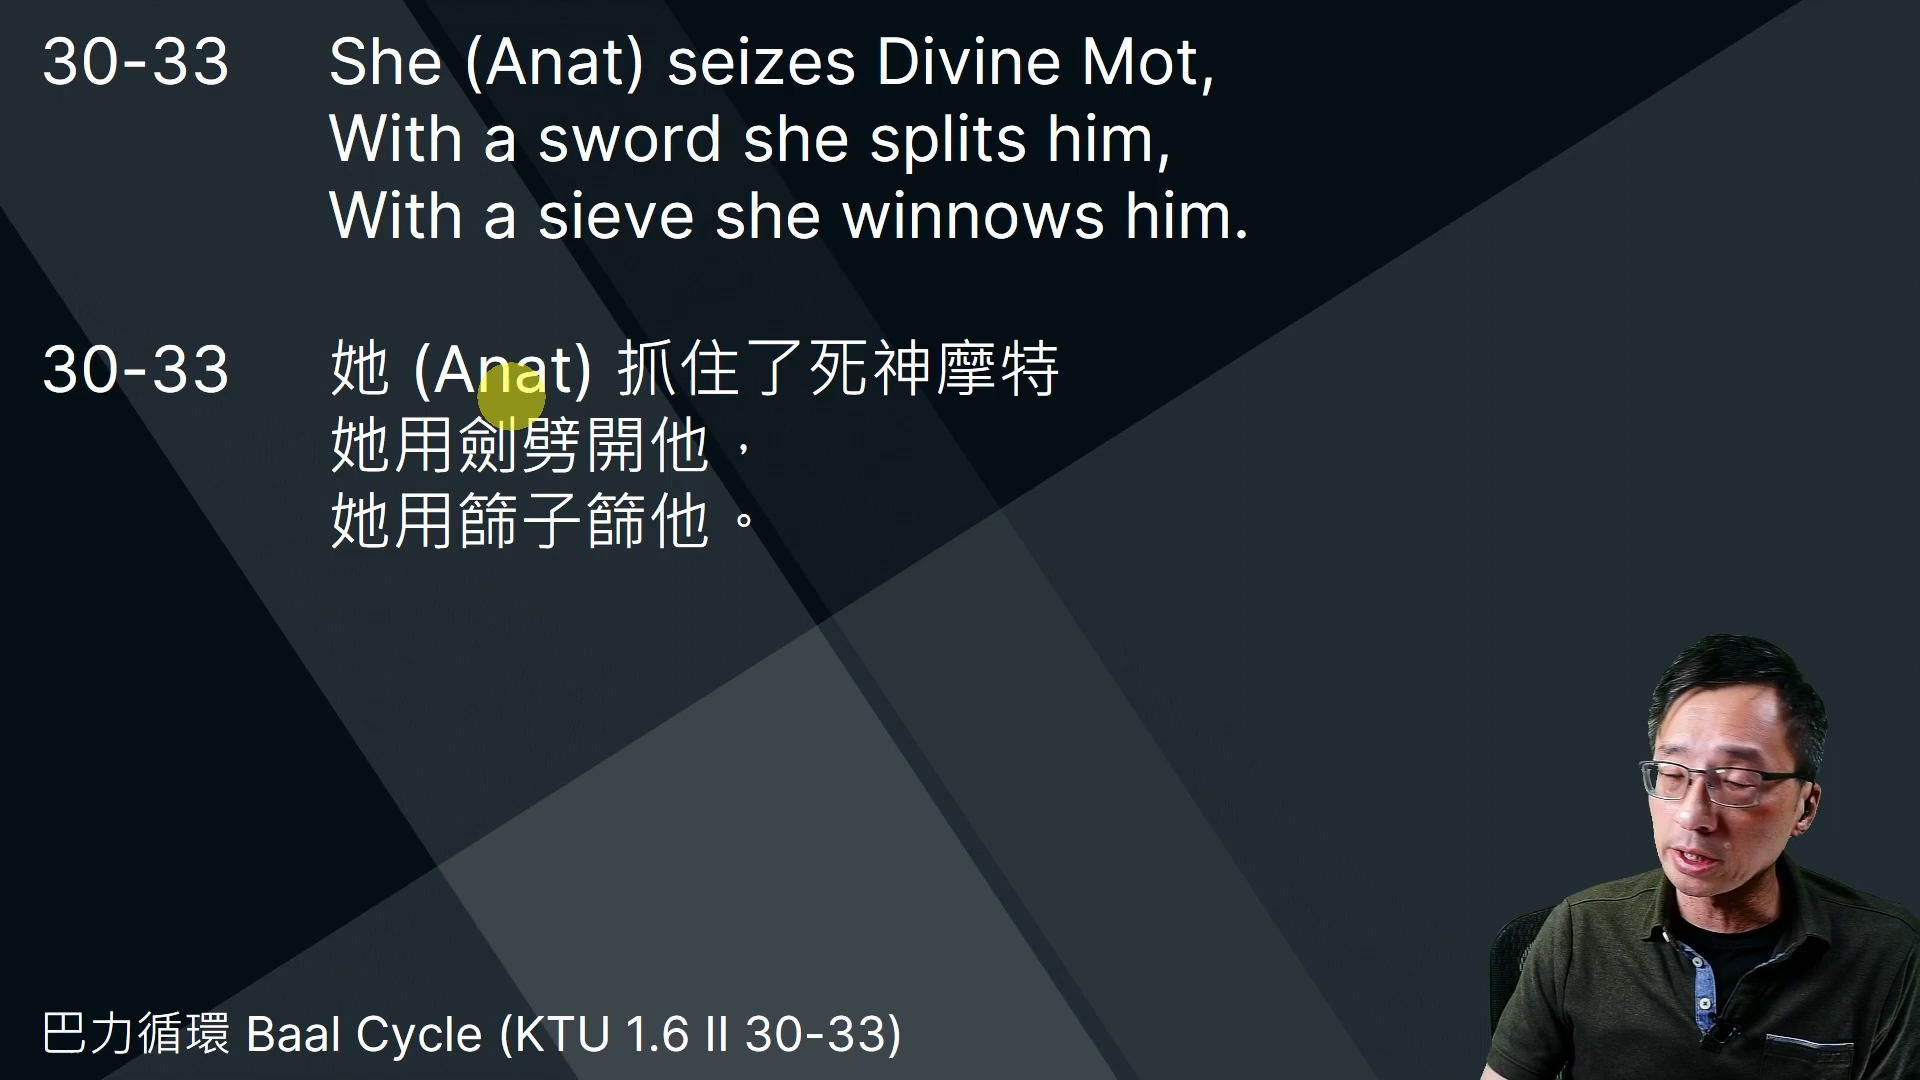 30-33 She (Anat) seizes Divine Mot,
With a sword she splits him,
With a sieve she winnows him.
30-33 她 (Anat) 抓住了死神摩特
她用劍劈開他，
她用篩子篩他。
巴力循環 Baal Cycle (KTU 1.6 II 30-33)